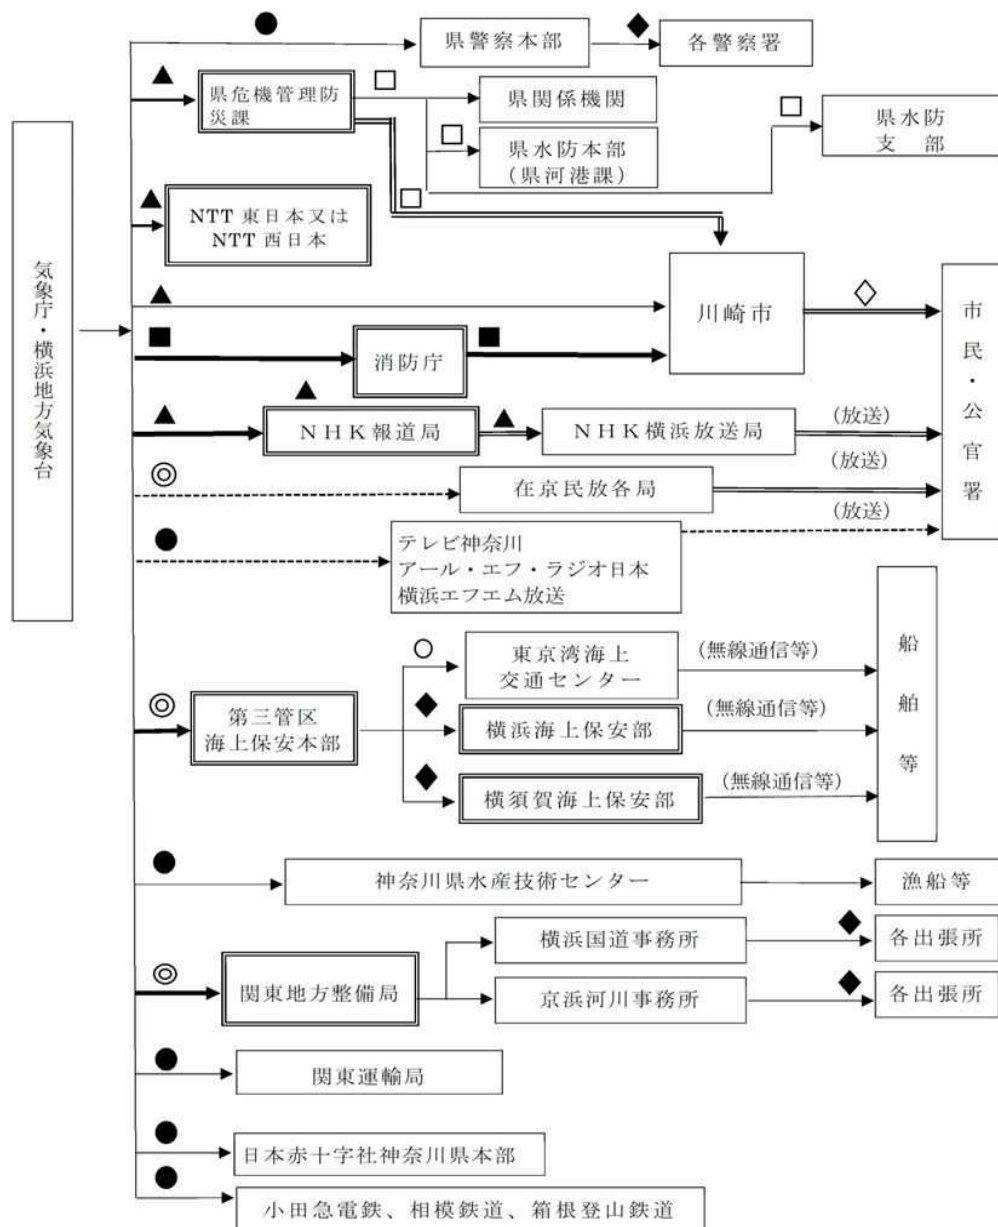 県警察本部
各警察署
県危機管理防
災課
県関係機関
県水防
支　部
県水防本部
(県河港課)
NTT 東日本又は
NTT 西日本
気象庁・横浜地方気象台
川崎市
市民・公官署
消防庁
NHK報道局
NHK横浜放送局
(放送)
在京民放各局
(放送)
テレビ神奈川
アール・エフ・ラジオ日本
横浜エフエム放送
(放送)
船舶等
東京湾海上
交通センター
(無線通信等)
第三管区
海上保安本部
横浜海上保安部
(無線通信等)
横須賀海上保安部
(無線通信等)
神奈川県水産技術センター
漁船等
関東地方整備局
横浜国道事務所
各出張所
京浜河川事務所
各出張所
関東運輸局
日本赤十字社神奈川県本部
小田急電鉄、相模鉄道、箱根登山鉄道